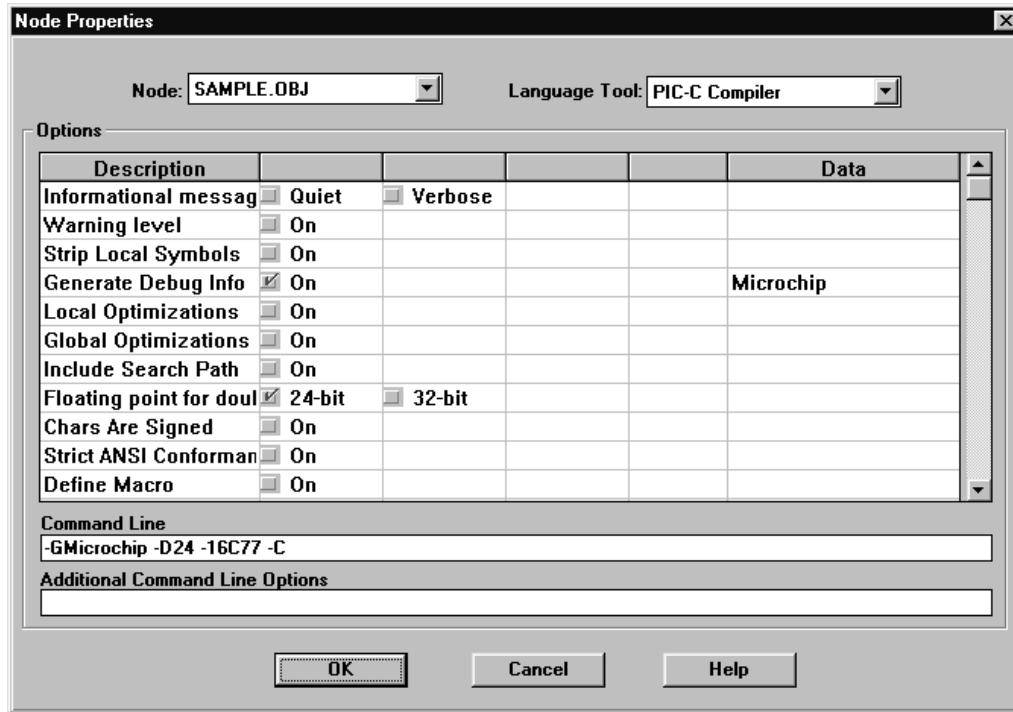 Node Properties
Node: SAMPLE.OBJ Language Tool: PIC-C Compiler
Options
Description Data
Informational messag Quiet Verbose
Warning level On
Strip Local Symbols On
Generate Debug Info On Microchip
Local Optimizations On
Global Optimizations On
Include Search Path On
Floating point for doul 24-bit 32-bit
Chars Are Signed On
Strict ANSI Conforman On
Define Macro On
Command Line
-GMicrochip -D24 -16C77 -C
Additional Command Line Options
OK Cancel Help